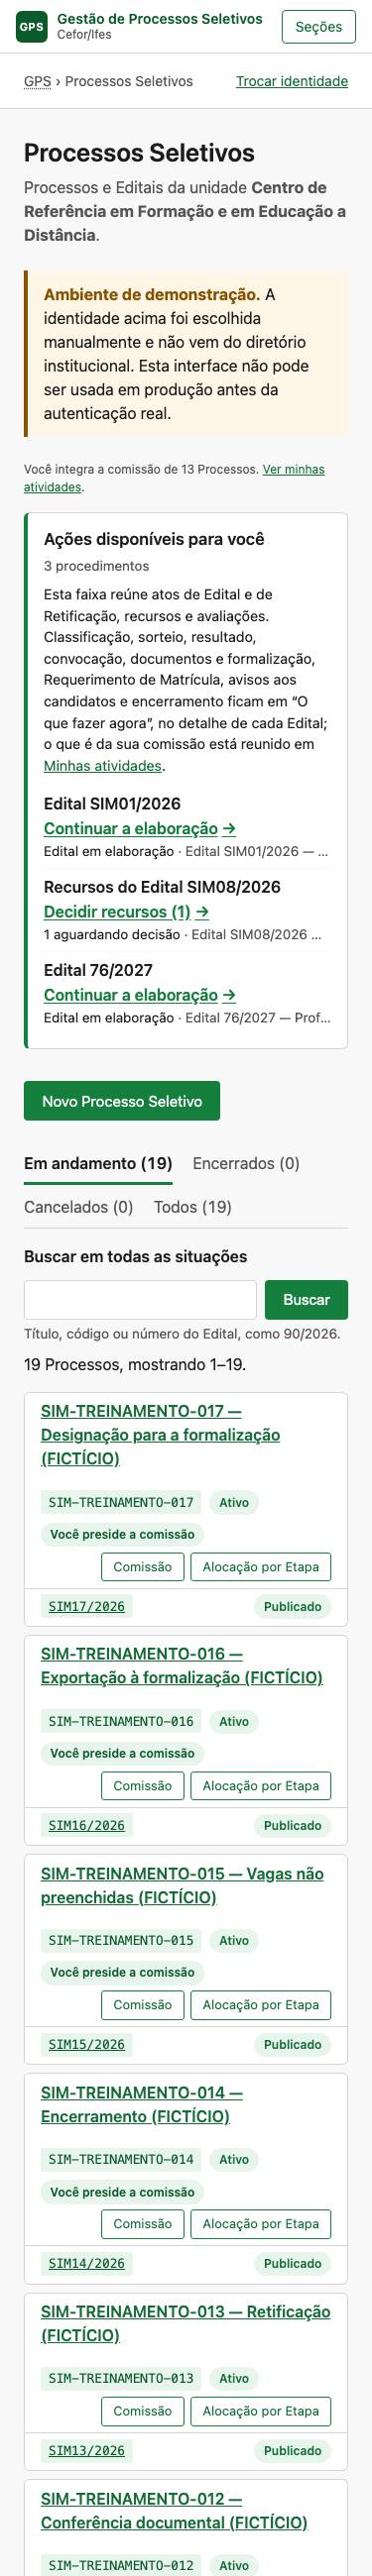 GPS
Gestão de Processos Seletivos
Cefor/Ifes
Seções
GPS › Processos Seletivos
Trocar identidade
Processos Seletivos
Processos e Editais da unidade Centro de
Referência em Formação e em Educação a
Distância.
Ambiente de demonstração. A
identidade acima foi escolhida
manualmente e não vem do diretório
institucional. Esta interface não pode
ser usada em produção antes da
autenticação real.
Você integra a comissão de 13 Processos. Ver minhas
atividades.
Ações disponíveis para você
3 procedimentos
Esta faixa reúne atos de Edital e de
Retificação, recursos e avaliações.
Classificação, sorteio, resultado,
convocação, documentos e formalização,
Requerimento de Matrícula, avisos aos
candidatos e encerramento ficam em “O
que fazer agora”, no detalhe de cada Edital;
o que é da sua comissão está reunido em
Minhas atividades.
Edital SIM01/2026
Continuar a elaboração →
Edital em elaboração · Edital SIM01/2026 — ...
Recursos do Edital SIM08/2026
Decidir recursos (1) →
1 aguardando decisão · Edital SIM08/2026 ...
Edital 76/2027
Continuar a elaboração →
Edital em elaboração · Edital 76/2027 — Prof...
Novo Processo Seletivo
Em andamento (19)
Encerrados (0)
Cancelados (0)
Todos (19)
Buscar em todas as situações
Buscar
Título, código ou número do Edital, como 90/2026.
19 Processos, mostrando 1–19.
SIM-TREINAMENTO-017 —
Designação para a formalização
(FICTÍCIO)
SIM-TREINAMENTO-017
Ativo
Você preside a comissão
Comissão
Alocação por Etapa
SIM17/2026
Publicado
SIM-TREINAMENTO-016 —
Exportação à formalização (FICTÍCIO)
SIM-TREINAMENTO-016
Ativo
Você preside a comissão
Comissão
Alocação por Etapa
SIM16/2026
Publicado
SIM-TREINAMENTO-015 — Vagas não
preenchidas (FICTÍCIO)
SIM-TREINAMENTO-015
Ativo
Você preside a comissão
Comissão
Alocação por Etapa
SIM15/2026
Publicado
SIM-TREINAMENTO-014 —
Encerramento (FICTÍCIO)
SIM-TREINAMENTO-014
Ativo
Você preside a comissão
Comissão
Alocação por Etapa
SIM14/2026
Publicado
SIM-TREINAMENTO-013 — Retificação
(FICTÍCIO)
SIM-TREINAMENTO-013
Ativo
Comissão
Alocação por Etapa
SIM13/2026
Publicado
SIM-TREINAMENTO-012 —
Conferência documental (FICTÍCIO)
SIM-TREINAMENTO-012
Ativo